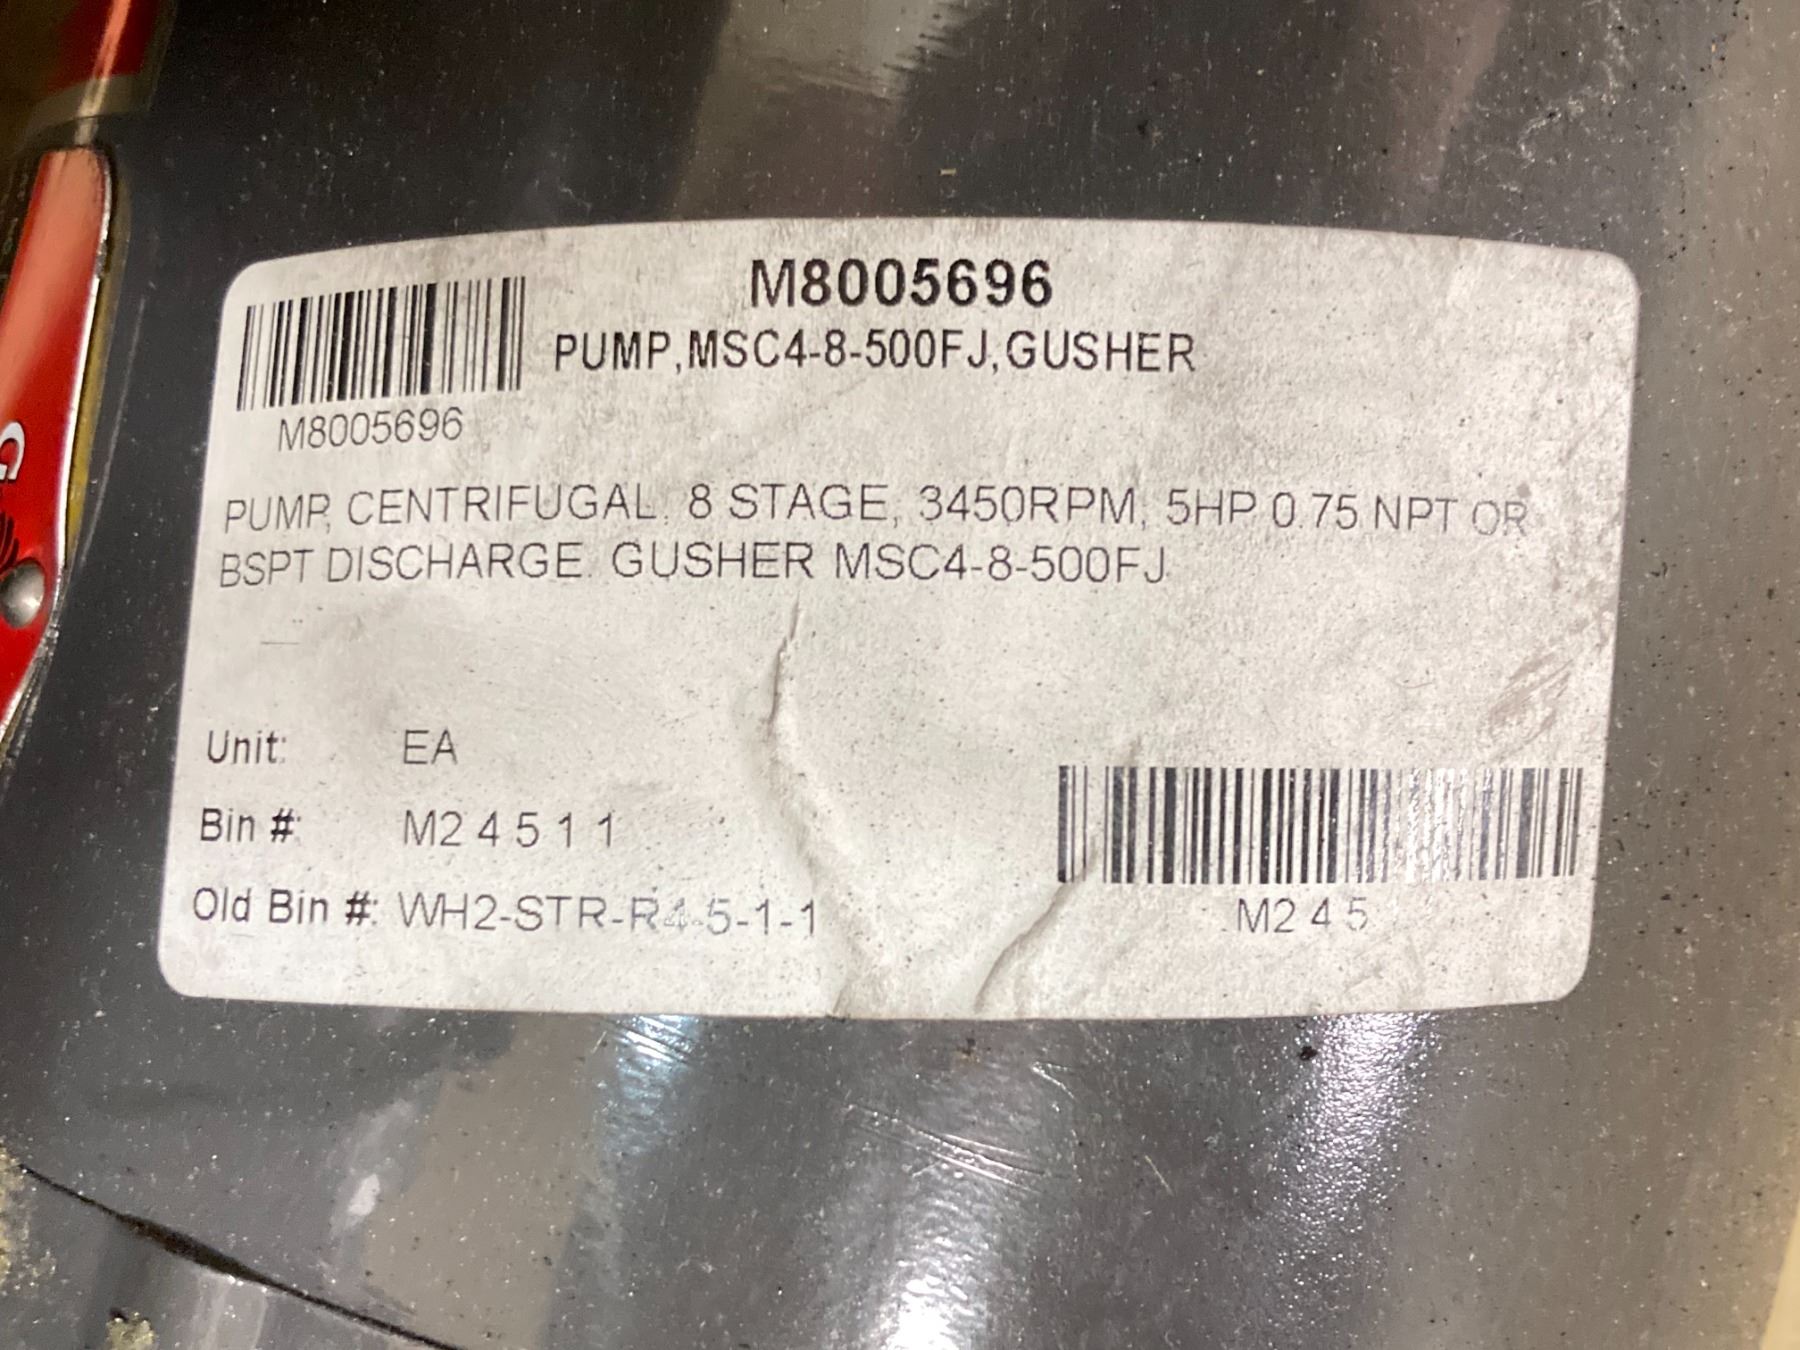 M8005696
PUMP,MSC4-8-500FJ,GUSHER
M8005696
PUMP, CENTRIFUGAL. 8 STAGE, 3450RPM, 5HP 0.75 NPT OR
BSPT DISCHARGE. GUSHER MSC4-8-500FJ
Unit: EA
Bin #: M2 4 5 1 1
Old Bin #: WH2-STR-R4-5-1-1
M2 4 5